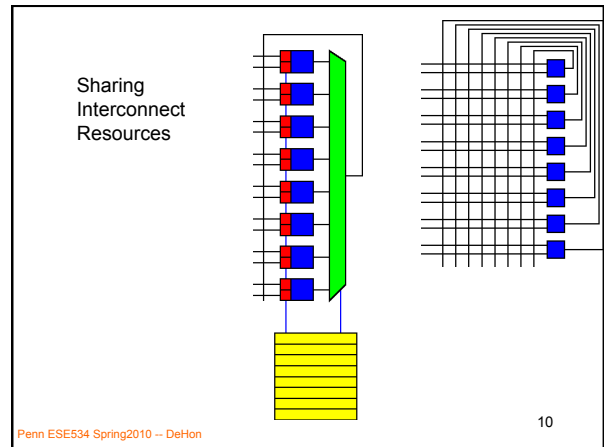 Sharing
Interconnect
Resources
Penn ESE534 Spring2010 -- DeHon
10